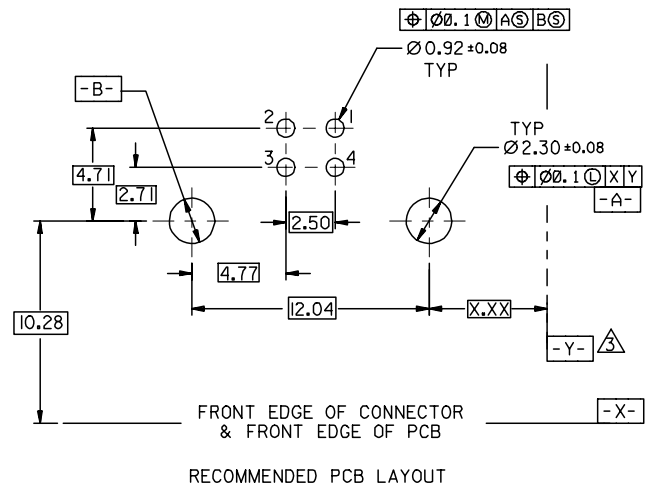 ⌖ Ø0.1 Ⓜ A Ⓢ B Ⓢ
Ø0.92 ±0.08
TYP
-B-
2
1
TYP
Ø2.30 ±0.08
3
4
4.71
2.71
⌖ Ø0.1 Ⓛ X Y
-A-
2.50
4.77
12.04
X.XX
10.28
-Y-
3
FRONT EDGE OF CONNECTOR
& FRONT EDGE OF PCB
-X-
RECOMMENDED PCB LAYOUT